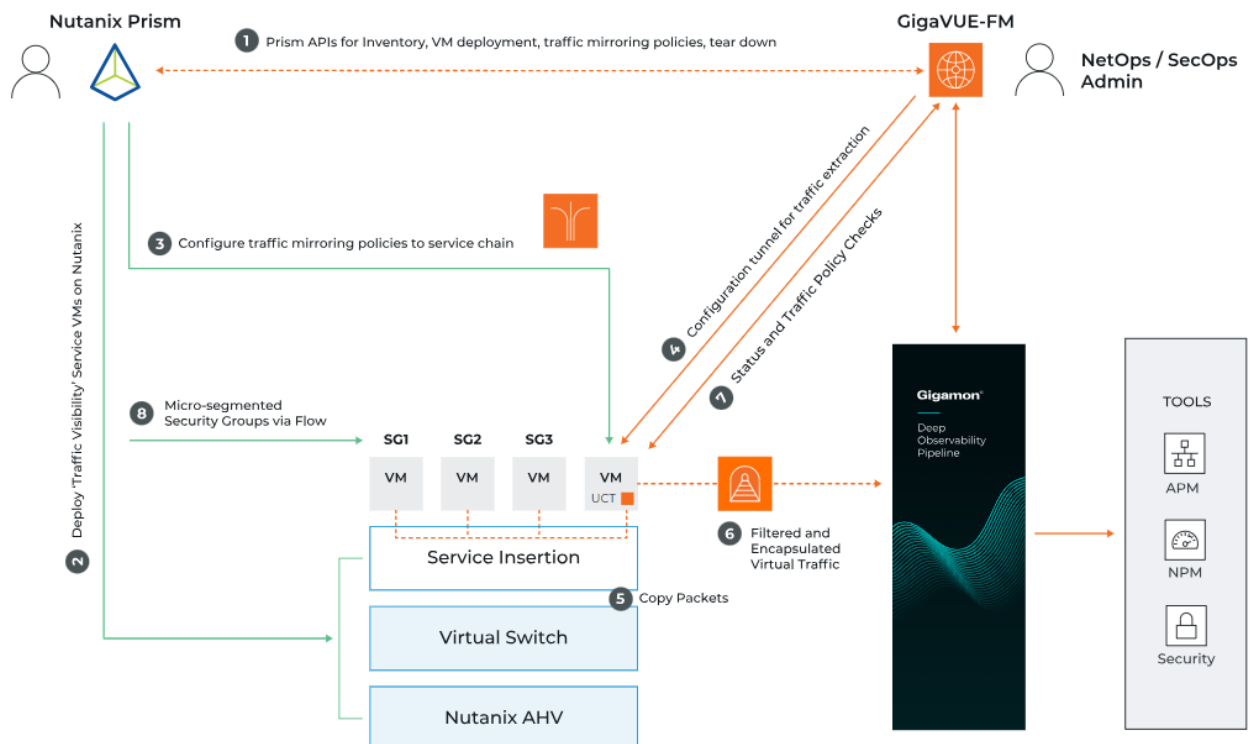 Nutanix Prism
GigaVUE-FM
1 Prism APIs for Inventory, VM deployment, traffic mirroring policies, tear down
NetOps / SecOps
Admin
2 Deploy 'Traffic Visibility' Service VMs on Nutanix
3 Configure traffic mirroring policies to service chain
4 Configuration tunnel for traffic extraction
7 Status and Traffic Policy Checks
8 Micro-segmented
Security Groups via Flow
SG1
SG2
SG3
VM
VM
VM
VM
UCT
Service Insertion
5 Copy Packets
Virtual Switch
Nutanix AHV
6 Filtered and
Encapsulated
Virtual Traffic
Gigamon®
Deep
Observability
Pipeline
TOOLS
APM
NPM
Security